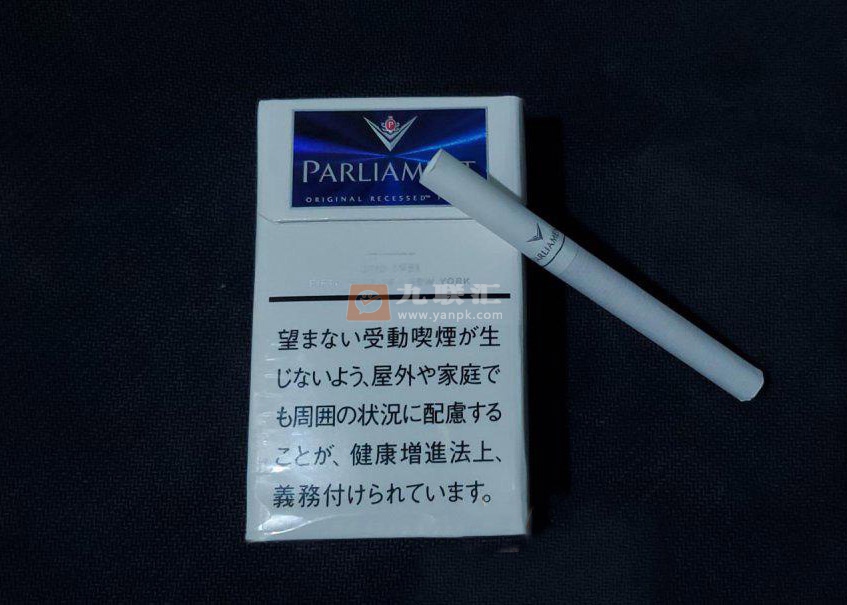 P
PARLIAM
ORIGINAL RECESSED™
YORK
九联汇
www.yanpk.com
望まない受動喫煙が生
じないよう、屋外や家庭で
も周囲の状況に配慮する
ことが、健康増進法上、
義務付けられています。